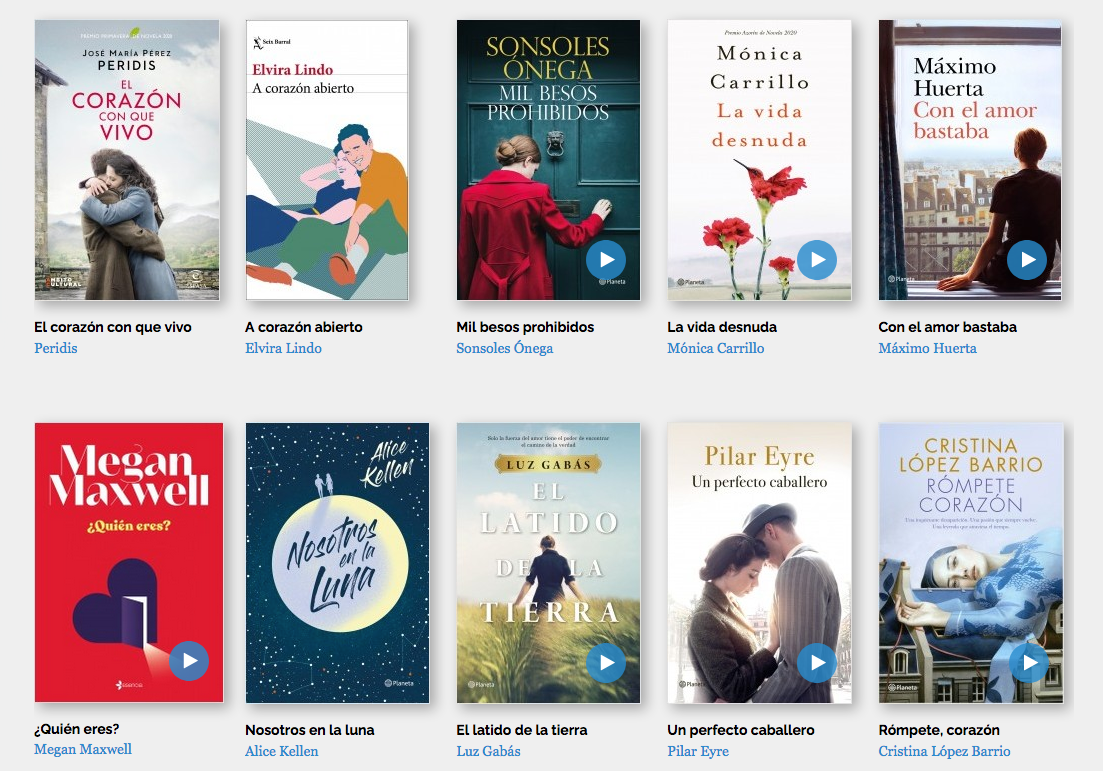 PREMIO PRIMAVERA DE NOVELA 2020
JOSÉ MARÍA PÉREZ
PERIDIS
EL
CORAZÓN
CON QUE
VIVO
ÁMBITO
CULTURAL
ESPASA
El corazón con que vivo
Peridis
Seix Barral
Elvira Lindo
A corazón abierto
A corazón abierto
Elvira Lindo
SONSOLES
ÓNEGA
MIL BESOS
PROHIBIDOS
Planeta
Mil besos prohibidos
Sonsoles Ónega
Premio Azorín de Novela 2020
Mónica
Carrillo
La vida
desnuda
Planeta
La vida desnuda
Mónica Carrillo
Máximo
Huerta
Con el amor
bastaba
Planeta
Con el amor bastaba
Máximo Huerta
Megan
Maxwell
¿Quién eres?
esencia
¿Quién eres?
Megan Maxwell
Alice
Kellen
Nosotros
en la
Luna
Planeta
Nosotros en la luna
Alice Kellen
Solo la fuerza del amor tiene el poder de encontrar
el camino de la verdad
LUZ GABÁS
EL
LATIDO
DE LA
TIERRA
Planeta
El latido de la tierra
Luz Gabás
Pilar Eyre
Un perfecto caballero
Planeta
Un perfecto caballero
Pilar Eyre
CRISTINA
LÓPEZ BARRIO
RÓMPETE
CORAZÓN
Una inquietante desaparición. Una pasión que siempre vuelve.
Una leyenda que atraviesa el tiempo.
Planeta
Rómpete, corazón
Cristina López Barrio